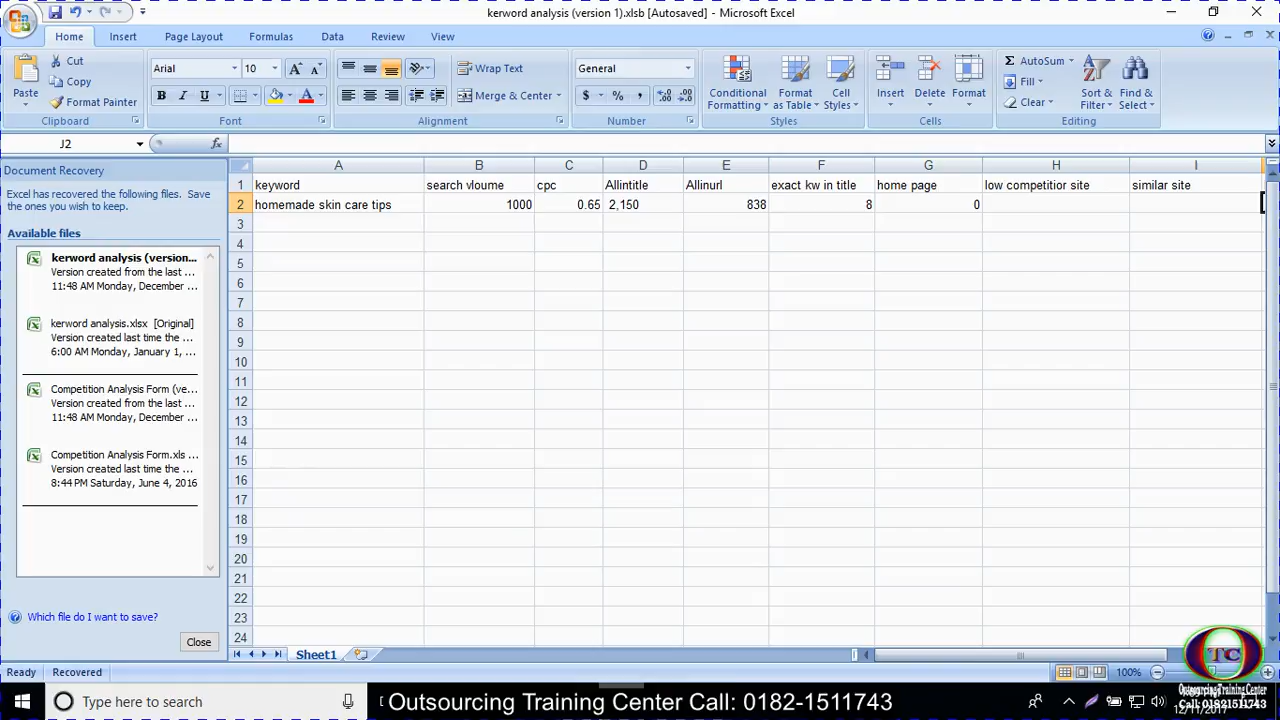 kerword analysis (version 1).xlsb [Autosaved] - Microsoft Excel
Home Insert Page Layout Formulas Data Review View
Paste
Cut
Copy
Format Painter
Clipboard
Arial 10
B I U
Font
Wrap Text
Merge & Center
Alignment
General
$ % ,
Number
Conditional Formatting
Format as Table
Cell Styles
Styles
Insert Delete Format
Cells
Σ AutoSum
Fill
Clear
Sort & Filter
Find & Select
Editing
J2 fx
Document Recovery
Excel has recovered the following files. Save
the ones you wish to keep.
Available files
kerword analysis (version...
Version created from the last ...
11:48 AM Monday, December ...
kerword analysis.xlsx [Original]
Version created last time the ...
6:00 AM Monday, January 1, ...
Competition Analysis Form (ve...
Version created from the last ...
11:48 AM Monday, December ...
Competition Analysis Form.xls ...
Version created last time the ...
8:44 PM Saturday, June 4, 2016
Which file do I want to save?
Close
A B C D E F G H I
1 keyword search vloume cpc Allintitle Allinurl exact kw in title home page low competitior site similar site
2 homemade skin care tips 1000 0.65 2,150 838 8 0
3
4
5
6
7
8
9
10
11
12
13
14
15
16
17
18
19
20
21
22
23
24
Sheet1
Ready Recovered 100%
OTC
Outsourcing Training Center
Call: 01821511743
Type here to search
Outsourcing Training Center Call: 0182-1511743
12/11/2017